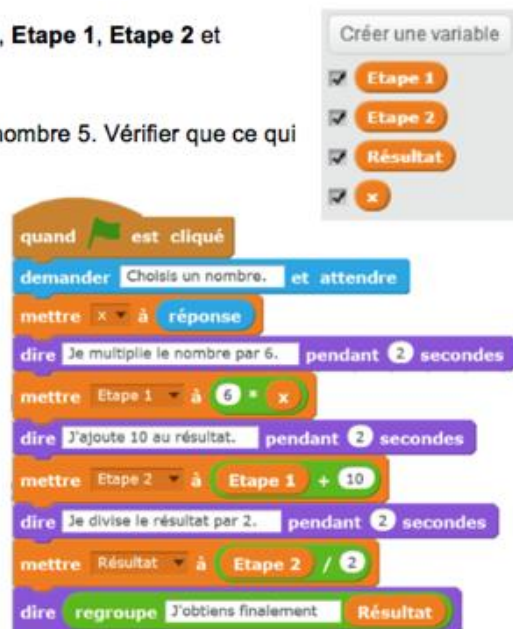 , Etape 1, Etape 2 et
nombre 5. Vérifier que ce qui
Créer une variable
Etape 1
Etape 2
Résultat
x
quand est cliqué
demander Choisis un nombre. et attendre
mettre x à réponse
dire Je multiplie le nombre par 6. pendant 2 secondes
mettre Etape 1 à 6 * x
dire J'ajoute 10 au résultat. pendant 2 secondes
mettre Etape 2 à Etape 1 + 10
dire Je divise le résultat par 2. pendant 2 secondes
mettre Résultat à Etape 2 / 2
dire regroupe J'obtiens finalement Résultat